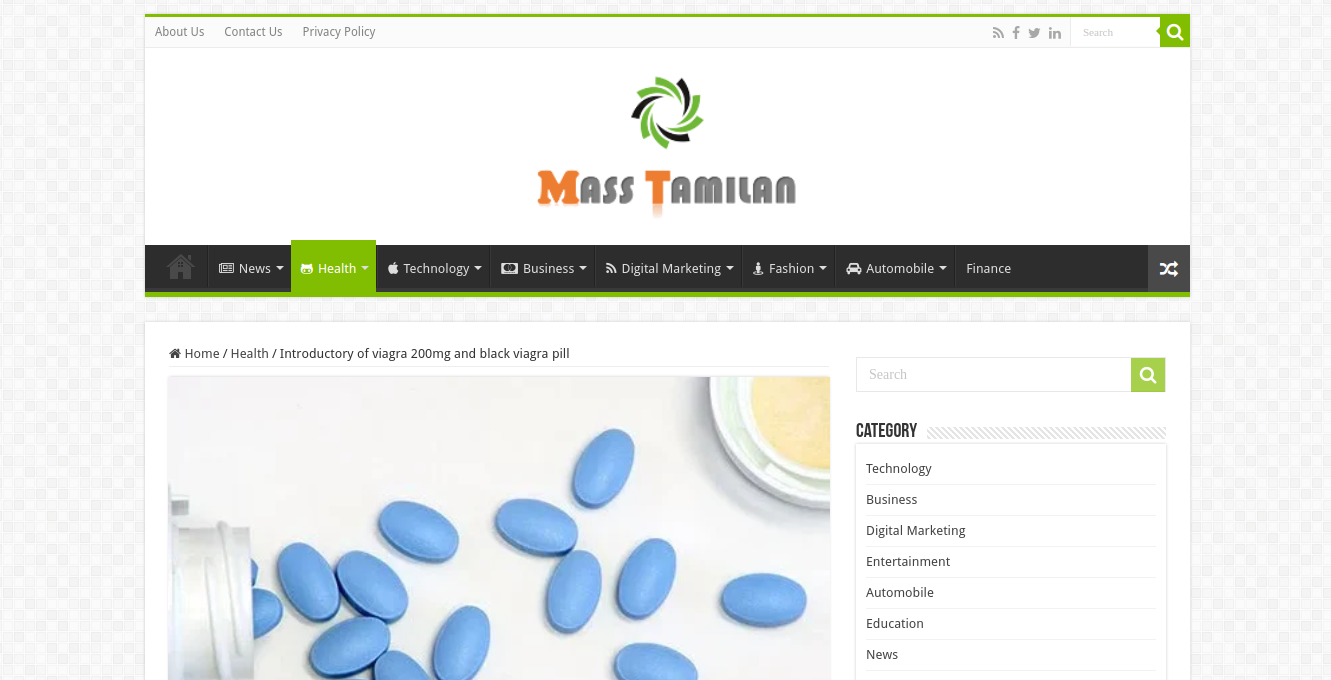 About Us Contact Us Privacy Policy Search
Mass Tamilan
News Health Technology Business Digital Marketing Fashion Automobile Finance
Home / Health / Introductory of viagra 200mg and black viagra pill
Search
CATEGORY
Technology
Business
Digital Marketing
Entertainment
Automobile
Education
News